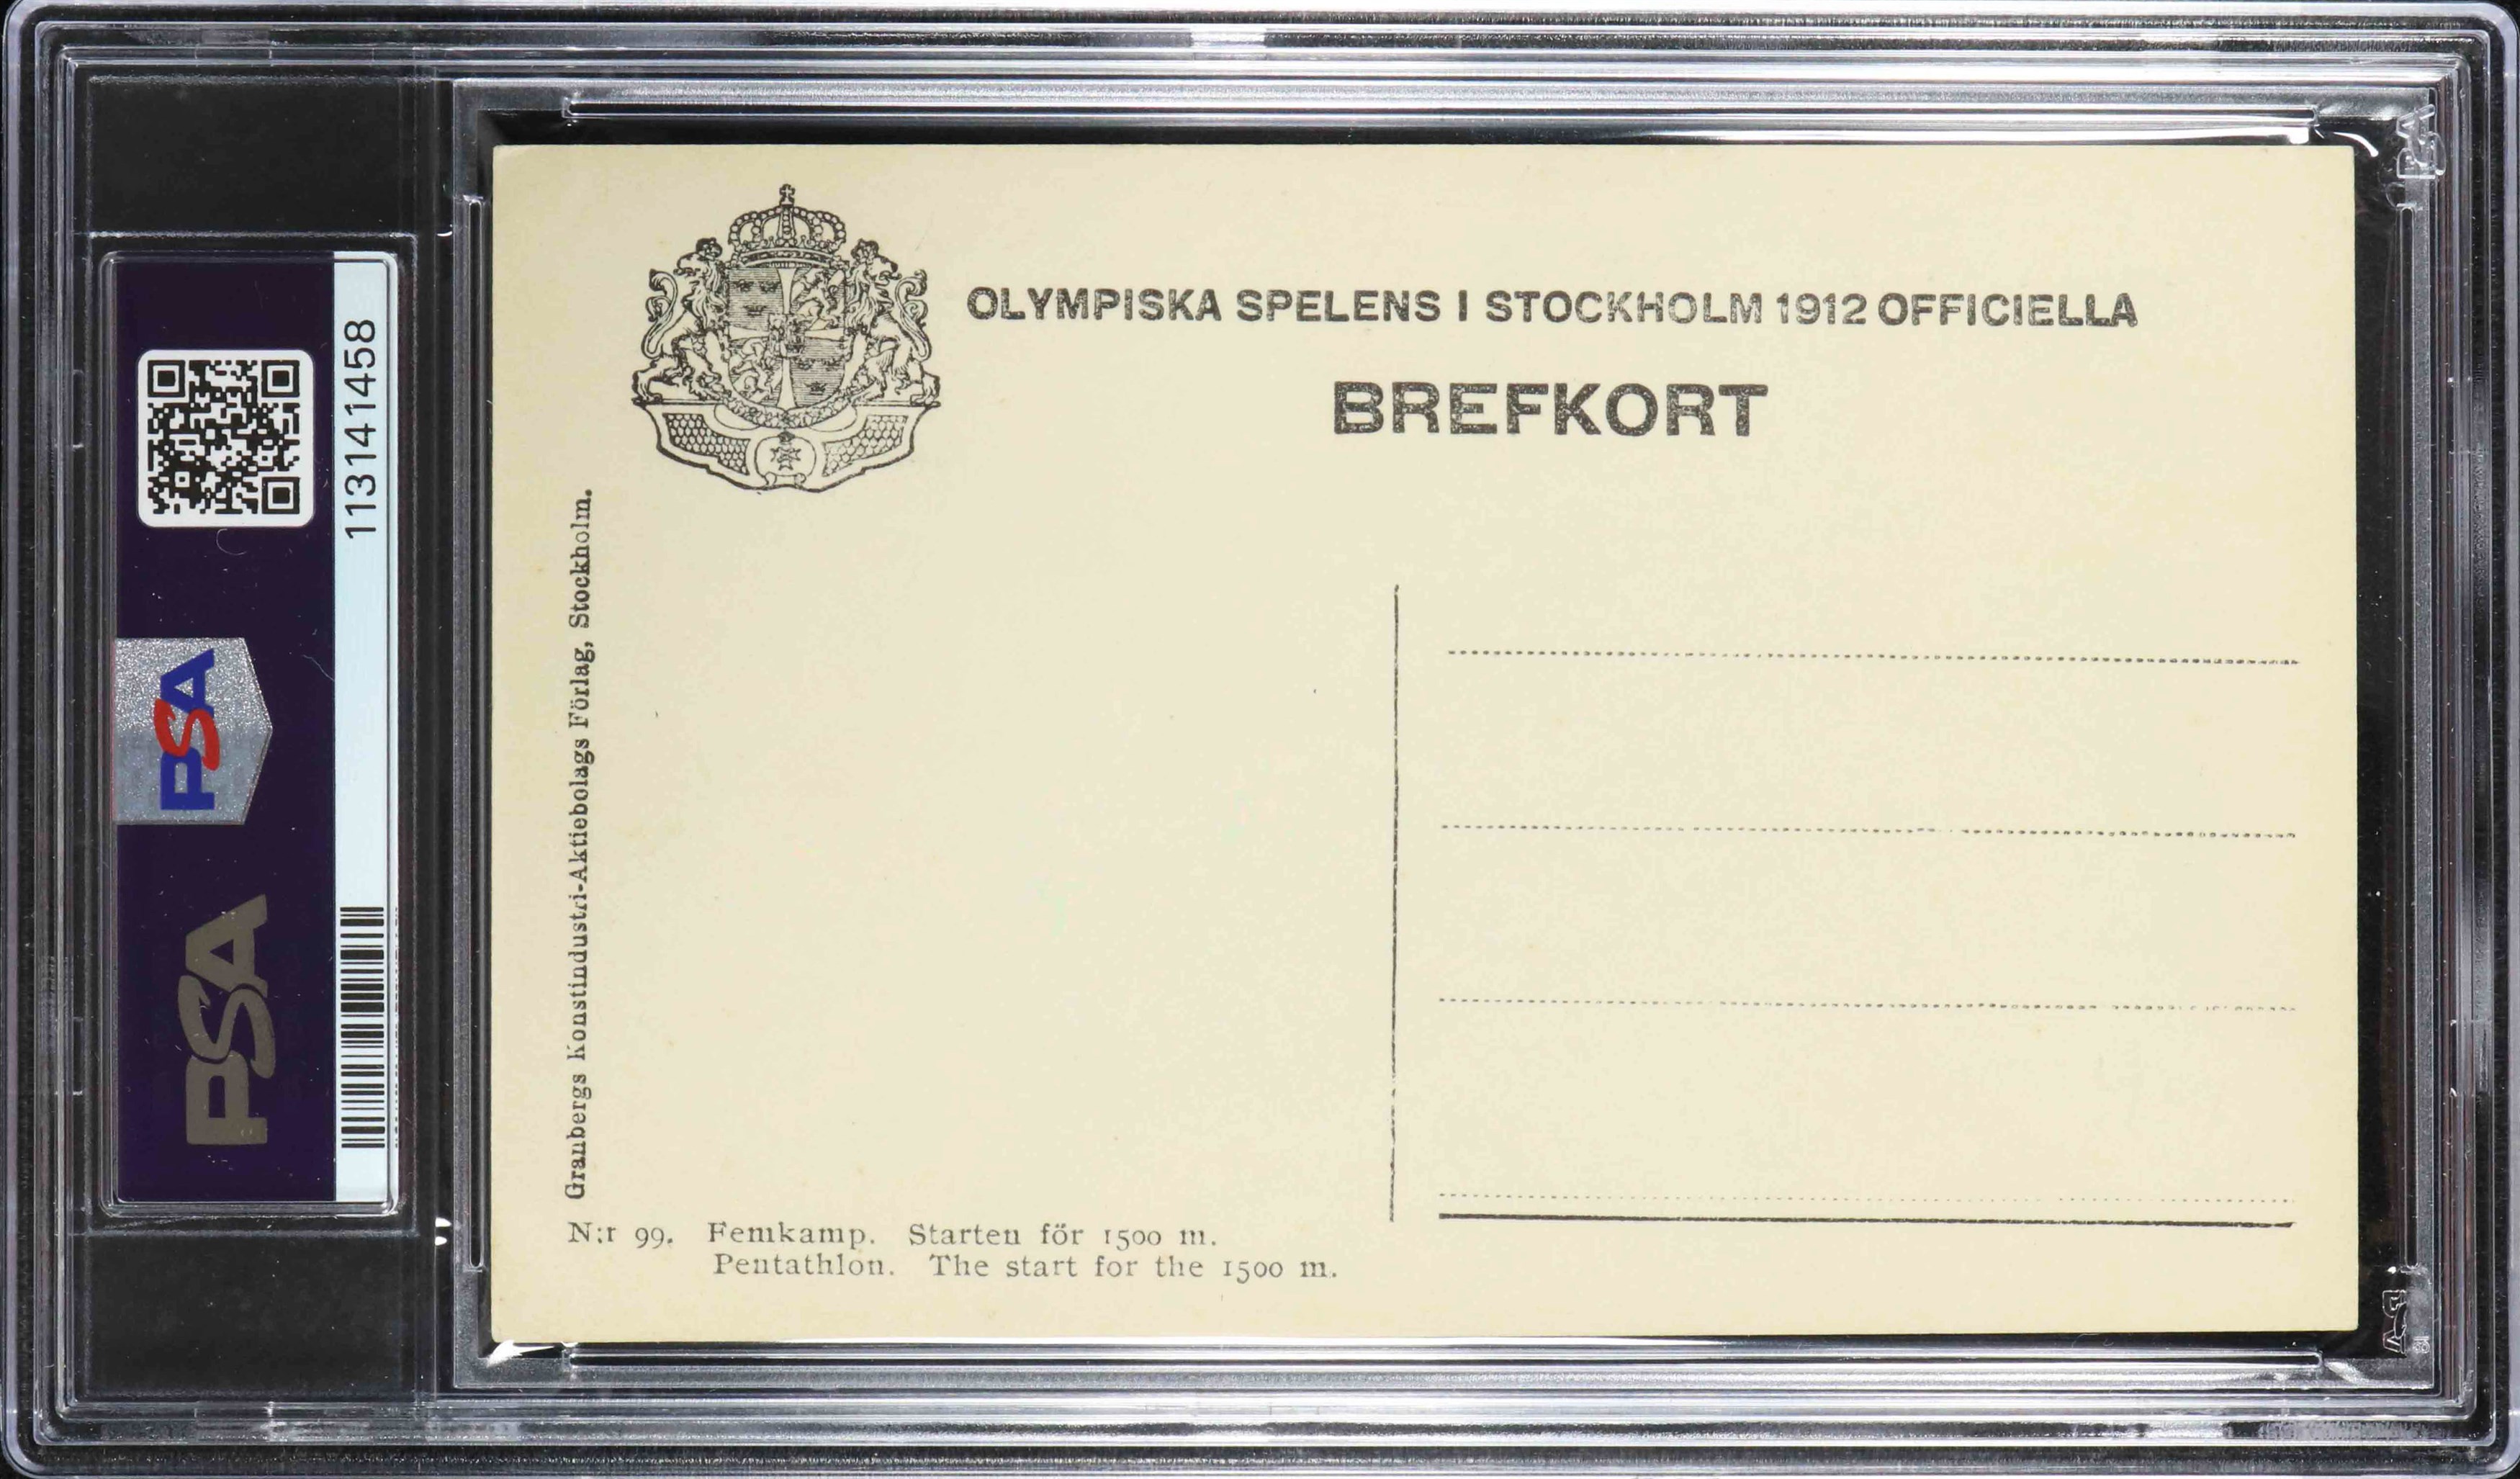 OLYMPISKA SPELENS I STOCKHOLM 1912 OFFICIELLA
BREFKORT
Granbergs Konstindustri-Aktiebolags Förlag, Stockholm.
N:r 99. Femkamp. Starten för 1500 m.
Pentathlon. The start for the 1500 m.
113141458
PSA
PSA
PSA